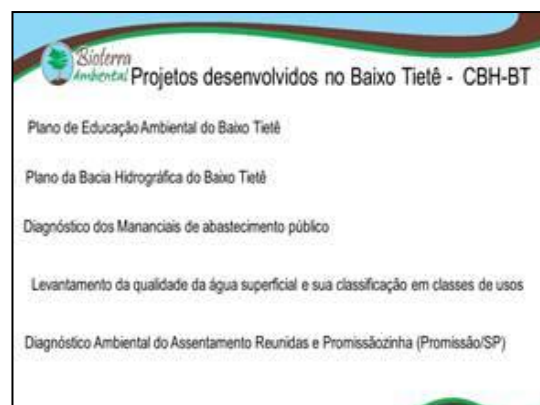 Bioterra
Ambiental
Projetos desenvolvidos no Baixo Tietê - CBH-BT
Plano de Educação Ambiental do Baixo Tietê
Plano da Bacia Hidrográfica do Baixo Tietê
Diagnóstico dos Mananciais de abastecimento público
Levantamento da qualidade da água superficial e sua classificação em classes de usos
Diagnóstico Ambiental do Assentamento Reunidas e Promissãozinha (Promissão/SP)